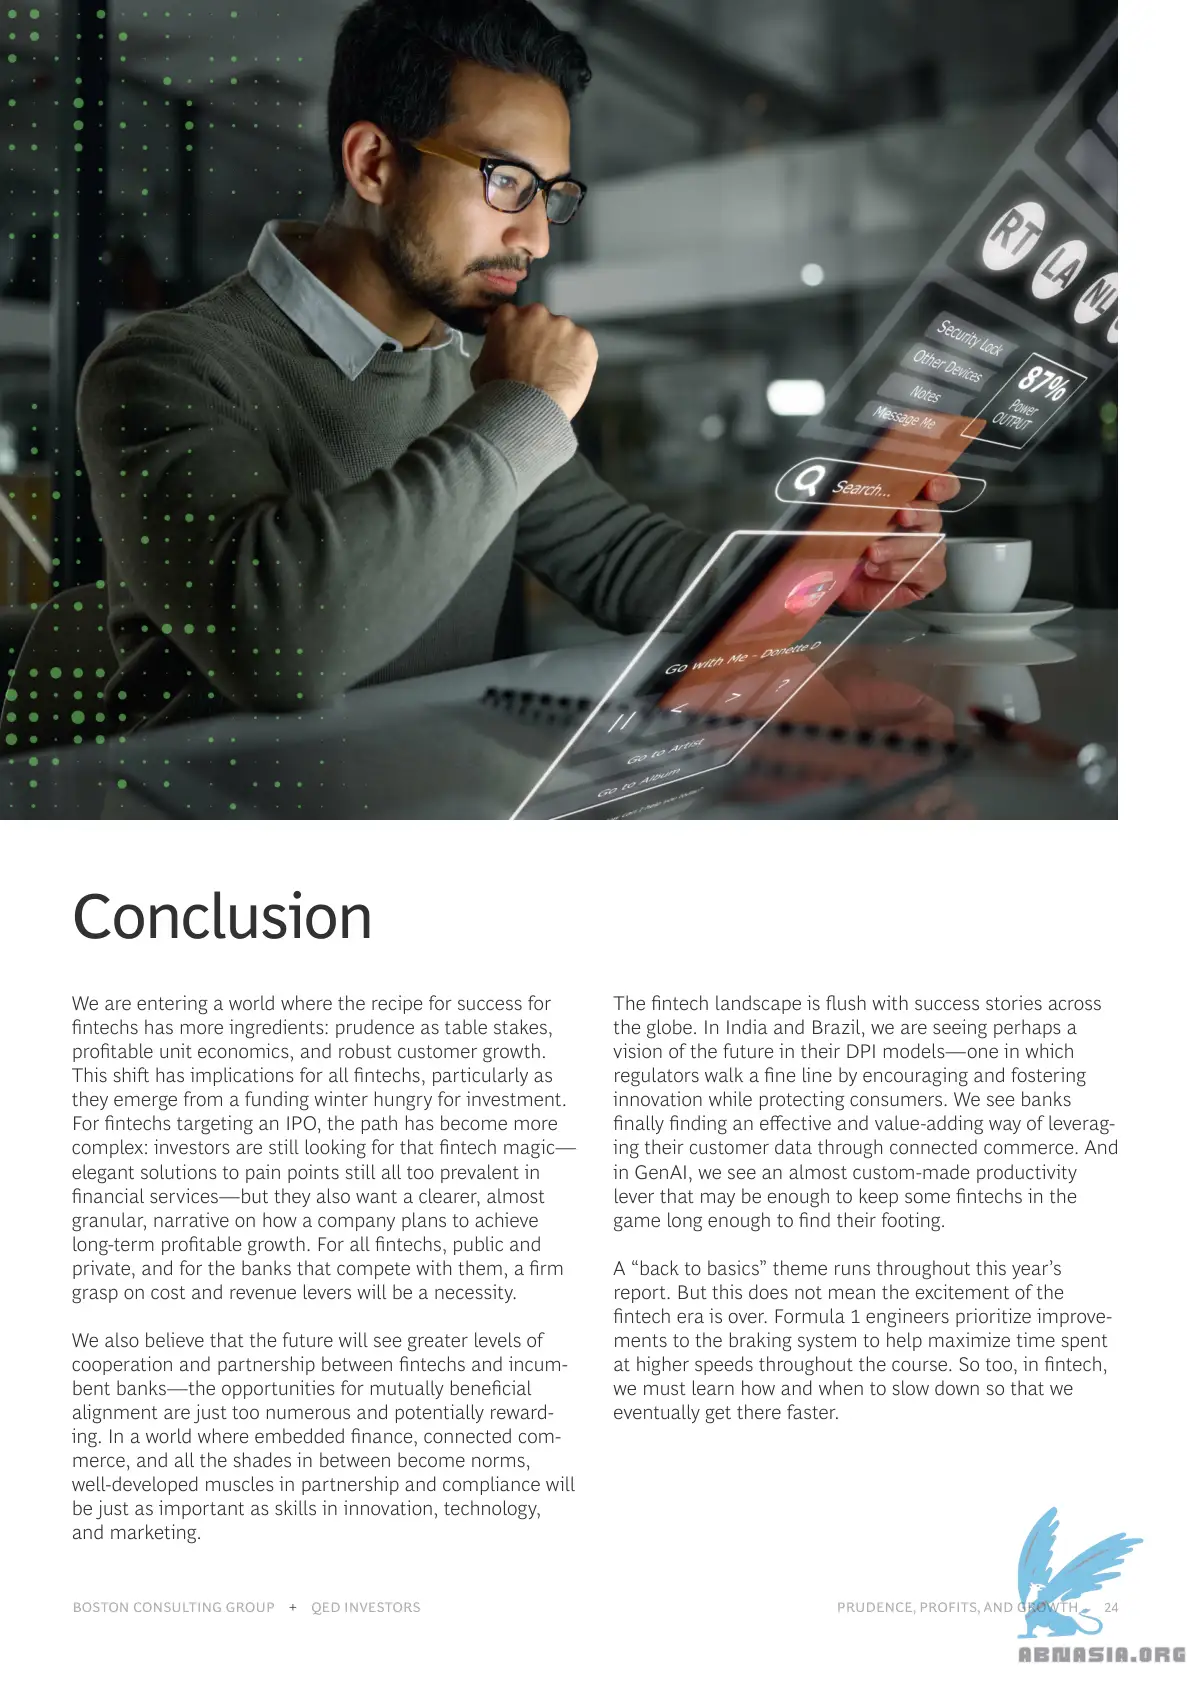 RT
LA
NL
Security Lock
Other Devices
Notes
Message Me
87%
Power
OUTPUT
Search...
Go with Me - Donette D
Go to Artist
Go to Album
Conclusion
We are entering a world where the recipe for success for
fintechs has more ingredients: prudence as table stakes,
profitable unit economics, and robust customer growth.
This shift has implications for all fintechs, particularly as
they emerge from a funding winter hungry for investment.
For fintechs targeting an IPO, the path has become more
complex: investors are still looking for that fintech magic—
elegant solutions to pain points still all too prevalent in
financial services—but they also want a clearer, almost
granular, narrative on how a company plans to achieve
long-term profitable growth. For all fintechs, public and
private, and for the banks that compete with them, a firm
grasp on cost and revenue levers will be a necessity.
We also believe that the future will see greater levels of
cooperation and partnership between fintechs and incum-
bent banks—the opportunities for mutually beneficial
alignment are just too numerous and potentially reward-
ing. In a world where embedded finance, connected com-
merce, and all the shades in between become norms,
well-developed muscles in partnership and compliance will
be just as important as skills in innovation, technology,
and marketing.
The fintech landscape is flush with success stories across
the globe. In India and Brazil, we are seeing perhaps a
vision of the future in their DPI models—one in which
regulators walk a fine line by encouraging and fostering
innovation while protecting consumers. We see banks
finally finding an effective and value-adding way of leverag-
ing their customer data through connected commerce. And
in GenAI, we see an almost custom-made productivity
lever that may be enough to keep some fintechs in the
game long enough to find their footing.
A “back to basics” theme runs throughout this year’s
report. But this does not mean the excitement of the
fintech era is over. Formula 1 engineers prioritize improve-
ments to the braking system to help maximize time spent
at higher speeds throughout the course. So too, in fintech,
we must learn how and when to slow down so that we
eventually get there faster.
BOSTON CONSULTING GROUP + QED INVESTORS
PRUDENCE, PROFITS, AND GROWTH 24
ABNASIA.ORG